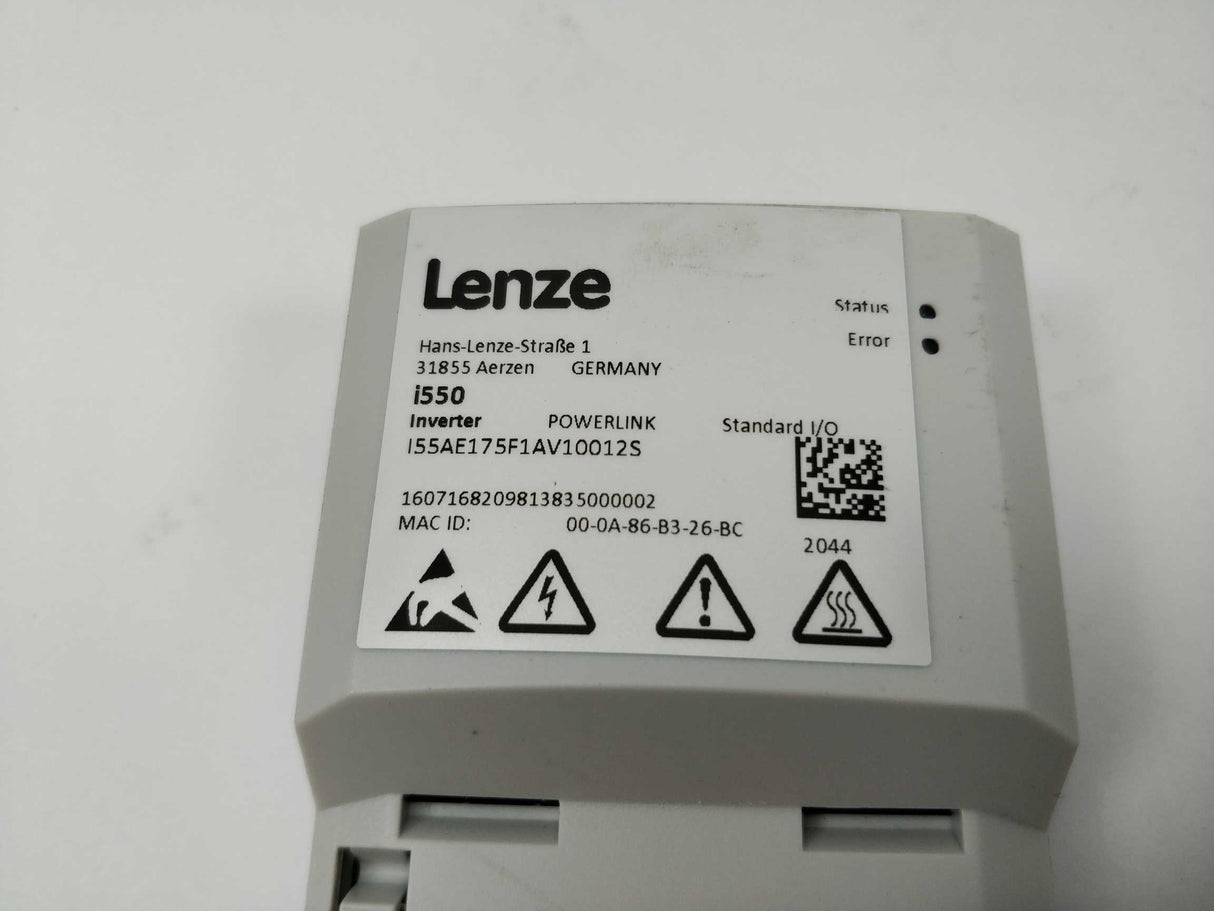 Lenze
Status
Error
Hans-Lenze-Straße 1
31855 Aerzen GERMANY
i550
Inverter POWERLINK Standard I/O
I55AE175F1AV10012S
1607168209813835000002
MAC ID: 00-0A-86-B3-26-BC
2044